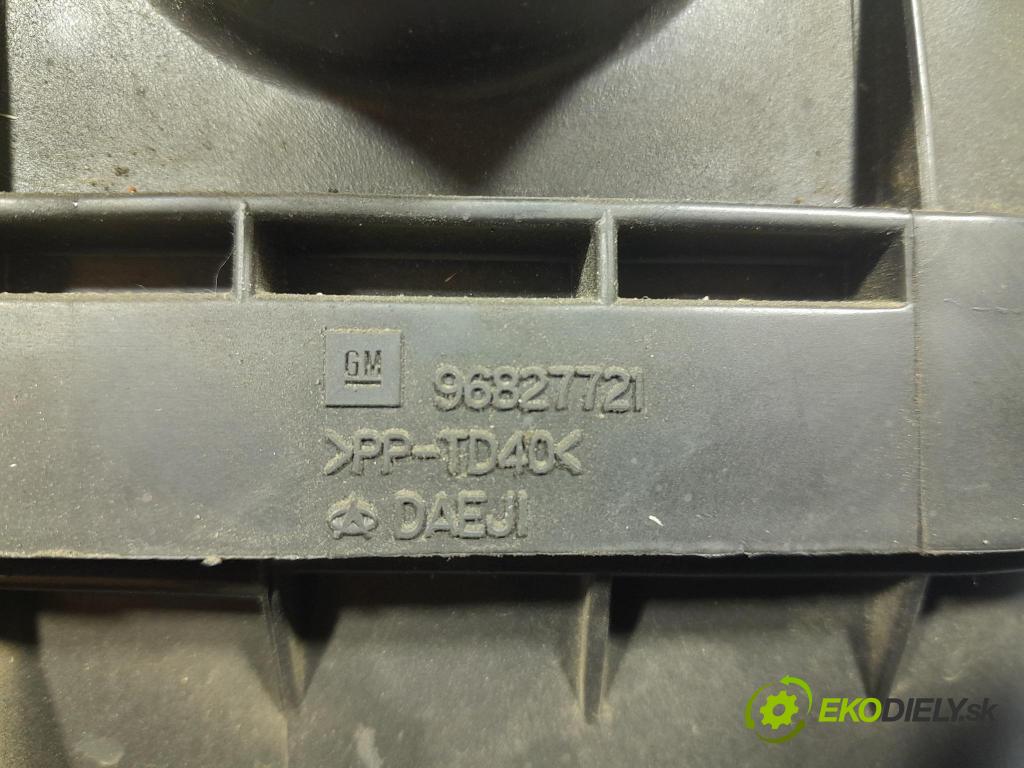 GM 96827721
>PP-TD40<
DAEJI
EKODIELY.sk